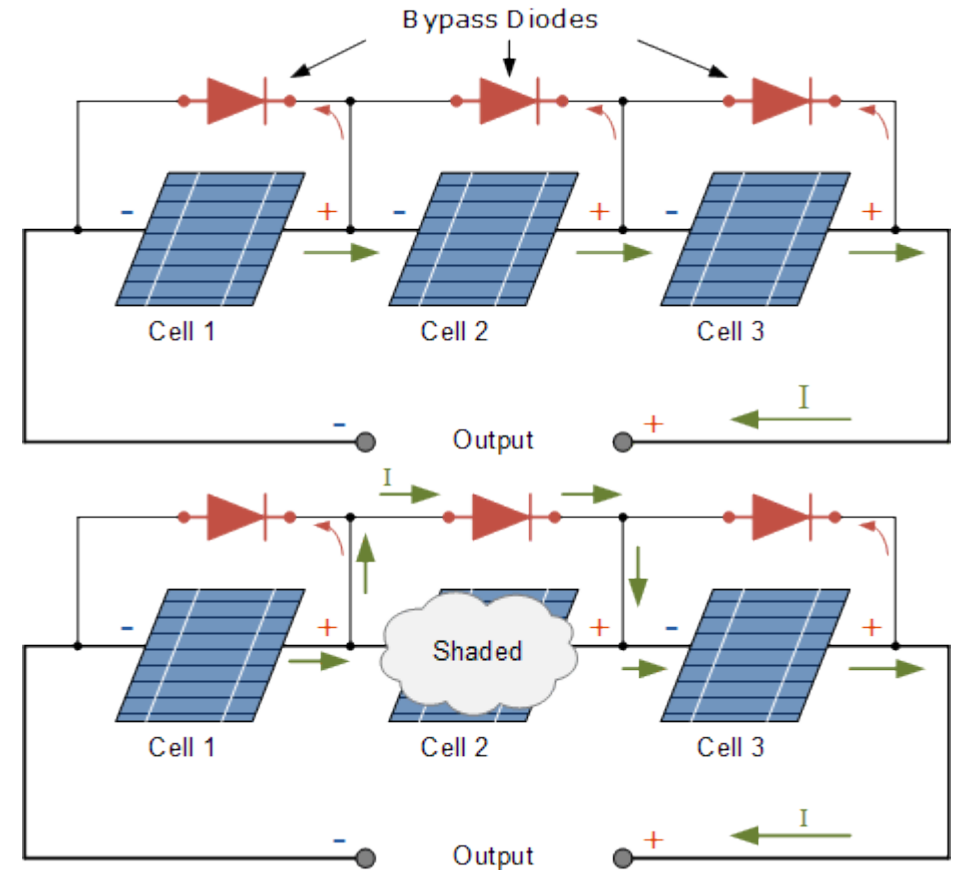 Bypass Diodes
- + - + - +
Cell 1 Cell 2 Cell 3
I
- Output +
I
- + Shaded + - +
Cell 1 Cell 2 Cell 3
I
- Output +